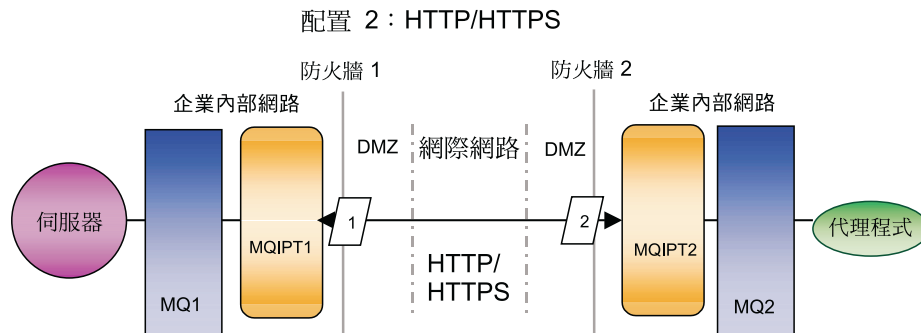 配置 2：HTTP/HTTPS
防火牆 1
防火牆 2
企業內部網路
企業內部網路
DMZ
網際網路
DMZ
伺服器
MQ1
MQIPT1
1
2
MQIPT2
MQ2
代理程式
HTTP/
HTTPS